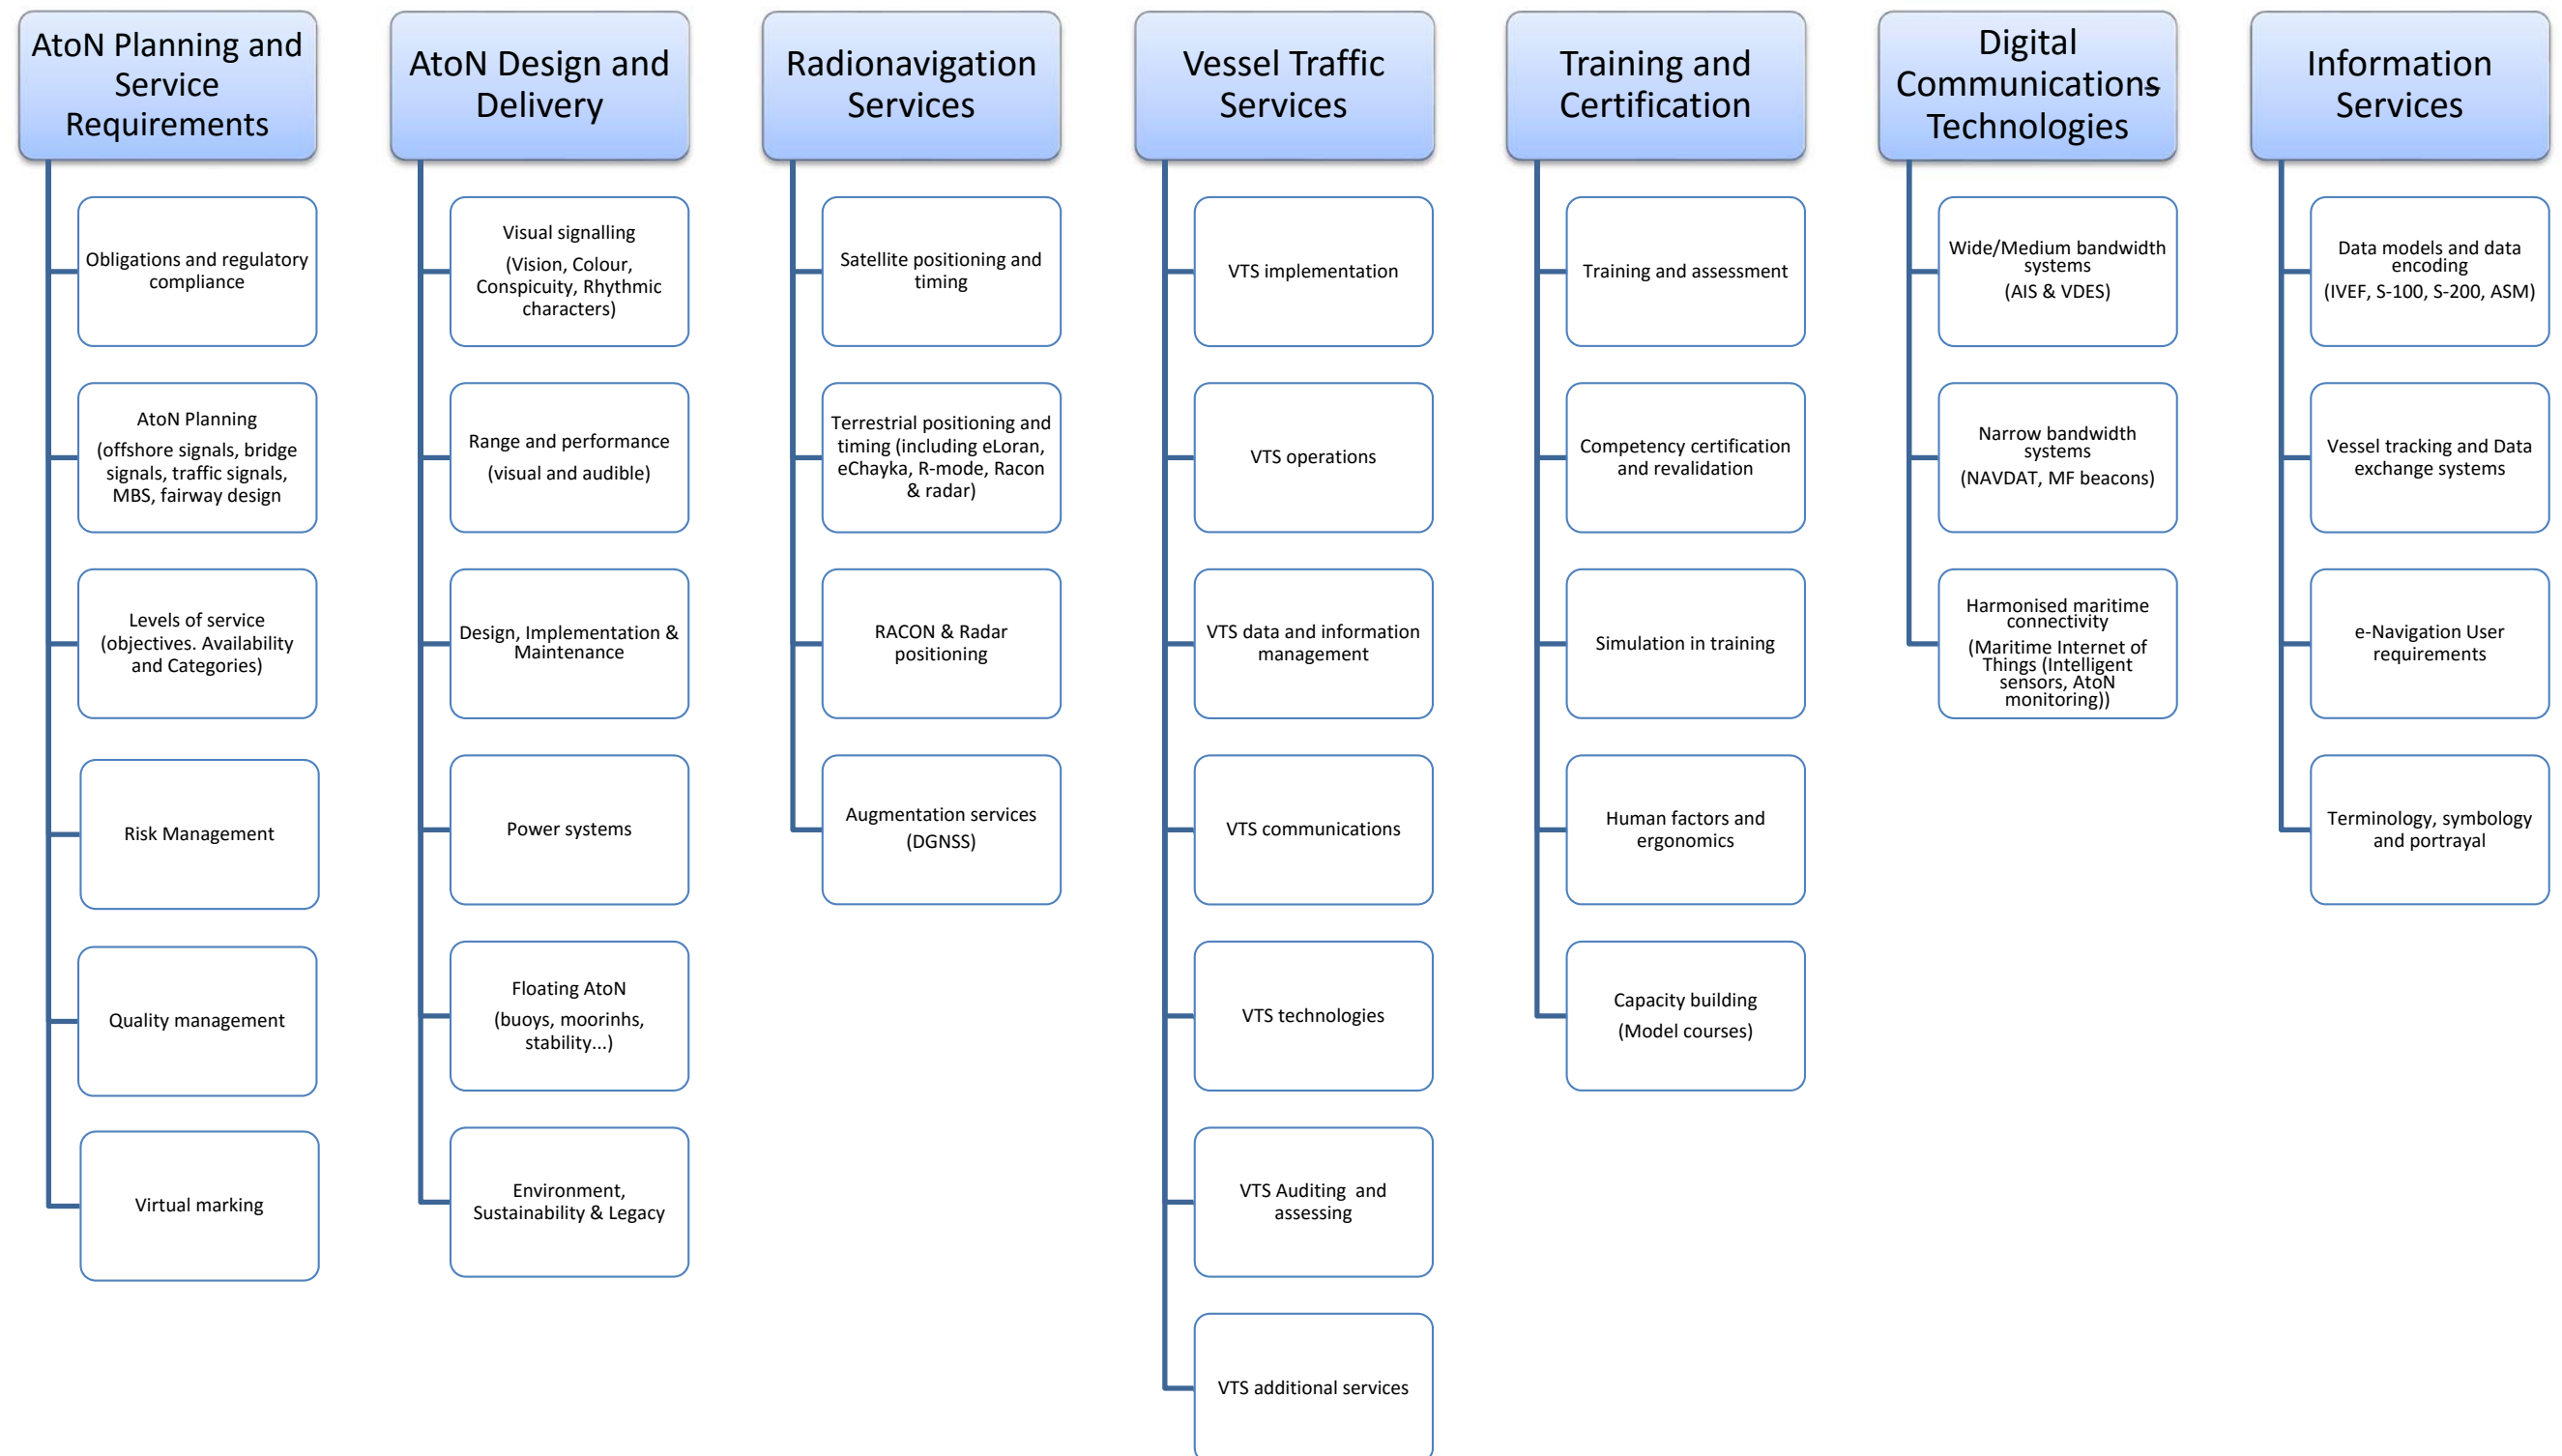 AtoN Planning and
Service
Requirements
Obligations and regulatory
compliance
AtoN Planning
(offshore signals, bridge
signals, traffic signals,
MBS, fairway design
Levels of service
(objectives. Availability
and Categories)
Risk Management
Quality management
Virtual marking
AtoN Design and
Delivery
Visual signalling
(Vision, Colour,
Conspicuity, Rhythmic
characters)
Range and performance
(visual and audible)
Design, Implementation &
Maintenance
Power systems
Floating AtoN
(buoys, moorinhs,
stability...)
Environment,
Sustainability & Legacy
Radionavigation
Services
Satellite positioning and
timing
Terrestrial positioning and
timing (including eLoran,
eChayka, R-mode, Racon
& radar)
RACON & Radar
positioning
Augmentation services
(DGNSS)
Vessel Traffic
Services
VTS implementation
VTS operations
VTS data and information
management
VTS communications
VTS technologies
VTS Auditing  and
assessing
VTS additional services
Training and
Certification
Training and assessment
Competency certification
and revalidation
Simulation in training
Human factors and
ergonomics
Capacity building
(Model courses)
Digital
Communications
Technologies
Wide/Medium bandwidth
systems
(AIS & VDES)
Narrow bandwidth
systems
(NAVDAT, MF beacons)
Harmonised maritime
connectivity
(Maritime Internet of
Things (Intelligent
sensors, AtoN
monitoring))
Information
Services
Data models and data
encoding
(IVEF, S-100, S-200, ASM)
Vessel tracking and Data
exchange systems
e-Navigation User
requirements
Terminology, symbology
and portrayal